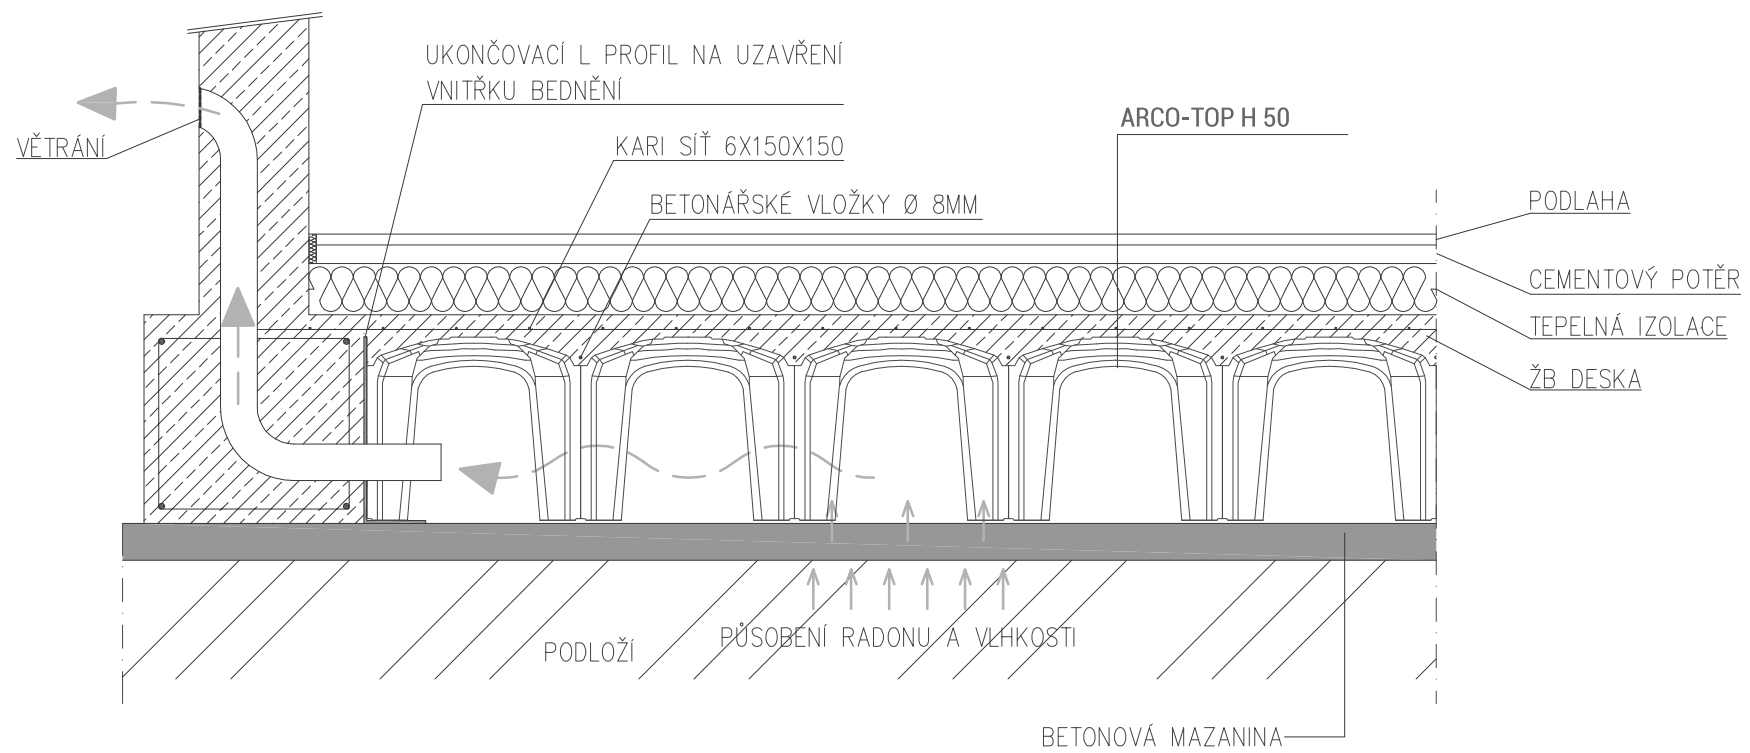 UKONČOVACÍ L PROFIL NA UZAVŘENÍ
VNITŘKU BEDNĚNÍ
ARCO-TOP H 50
VĚTRÁNÍ
KARI SÍŤ 6X150X150
BETONÁŘSKÉ VLOŽKY Ø 8MM
PODLAHA
CEMENTOVÝ POTĚR
TEPELNÁ IZOLACE
ŽB DESKA
PŮSOBENÍ RADONU A VLHKOSTI
PODLOŽÍ
BETONOVÁ MAZANINA